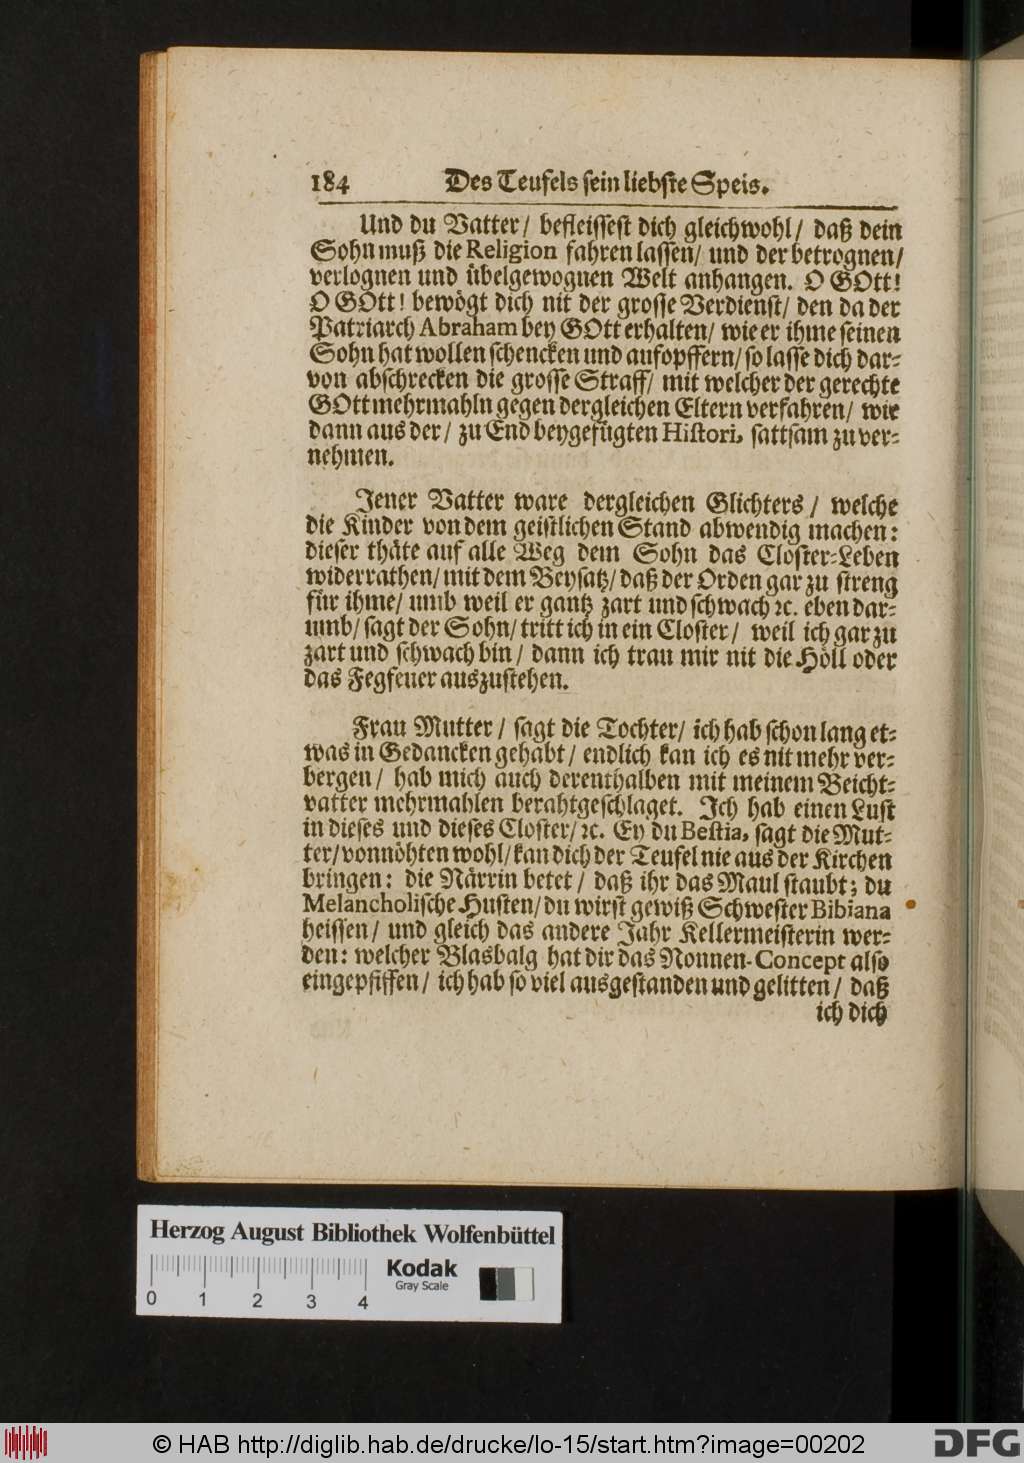 184 Des Teufels sein liebste Speis.
Und du Vatter/ befleissest dich gleichwohl/ daß dein
Sohn muß die Religion fahren lassen/ und der betrognen/
verlognen und übelgewognen Welt anhangen. O GOtt!
O GOtt! bewögt dich nit der grosse Verdienst/ den da der
Patriarch Abraham bey GOtt erhalten/ wie er ihme seinen
Sohn hat wollen schencken und aufopffern/ so lasse dich dar-
von abschrecken die grosse Straff/ mit welcher der gerechte
GOtt mehrmahln gegen dergleichen Eltern verfahren/ wie
dann aus der/ zu End beygefügten Histori, sattsam zu ver-
nehmen.
Jener Vatter ware dergleichen Glichters/ welche
die Kinder von dem geistlichen Stand abwendig machen:
dieser thäte auf alle Weg dem Sohn das Closter-Leben
widerrathen/ mit dem Beysatz/ daß der Orden gar zu streng
für ihme/ umb weil er gantz zart und schwach ꝛc. eben dar-
umb/ sagt der Sohn/ tritt ich in ein Closter/ weil ich gar zu
zart und schwach bin/ dann ich trau mir nit die Höll oder
das Fegfeuer auszustehen.
Frau Mutter/ sagt die Tochter/ ich hab schon lang et-
was in Gedancken gehabt/ endlich kan ich es nit mehr ver-
bergen/ hab mich auch derenthalben mit meinem Beicht-
vatter mehrmahlen berahtgeschlaget. Ich hab einen Lust
in dieses und dieses Closter/ ꝛc. Ey du Bestia, sagt die Mut-
ter/ vonnöhten wohl/ kan dich der Teufel nie aus der Kirchen
bringen: die Närrin betet/ daß ihr das Maul staubt; du
Melancholische Husten/ du wirst gewiß Schwester Bibiana
heissen/ und gleich das andere Jahr Kellermeisterin wer-
den: welcher Blasbalg hat dir das Nonnen-Concept also
eingepfiffen/ ich hab so viel ausgestanden und gelitten/ daß
ich dich
Herzog August Bibliothek Wolfenbüttel
Kodak
Gray Scale
0 1 2 3 4
© HAB http://diglib.hab.de/drucke/lo-15/start.htm?image=00202
DFG